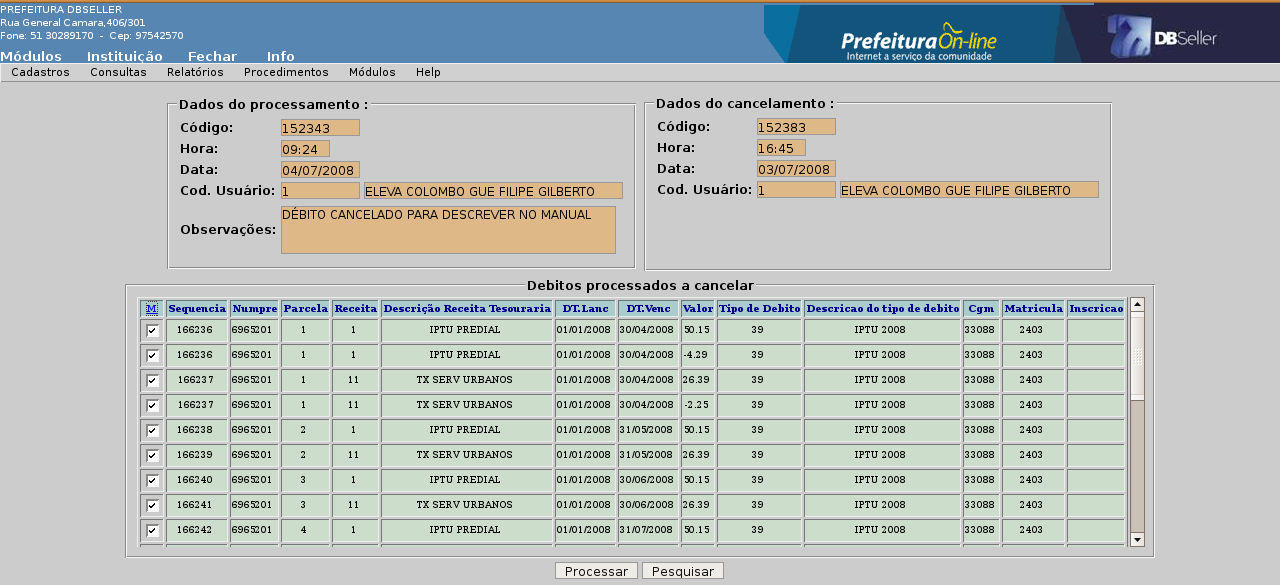 PREFEITURA DBSELLER
Rua General Camara,406/301
Fone: 51 30289170 - Cep: 97542570
Prefeitura On-line
Internet a serviço da comunidade
DBSeller
Módulos Instituição Fechar Info
Cadastros Consultas Relatórios Procedimentos Módulos Help
Dados do processamento :
Código: 152343
Hora: 09:24
Data: 04/07/2008
Cod. Usuário: 1 ELEVA COLOMBO GUE FILIPE GILBERTO
Observações: DÉBITO CANCELADO PARA DESCREVER NO MANUAL
Dados do cancelamento :
Código: 152383
Hora: 16:45
Data: 03/07/2008
Cod. Usuário: 1 ELEVA COLOMBO GUE FILIPE GILBERTO
Debitos processados a cancelar
M Sequencia Numpre Parcela Receita Descrição Receita Tesouraria DT.Lanc DT.Venc Valor Tipo de Debito Descricao do tipo de debito Cgm Matricula Inscricao
166236 6965201 1 1 IPTU PREDIAL 01/01/2008 30/04/2008 50.15 39 IPTU 2008 33088 2403
166236 6965201 1 1 IPTU PREDIAL 01/01/2008 30/04/2008 -4.29 39 IPTU 2008 33088 2403
166237 6965201 1 11 TX SERV URBANOS 01/01/2008 30/04/2008 26.39 39 IPTU 2008 33088 2403
166237 6965201 1 11 TX SERV URBANOS 01/01/2008 30/04/2008 -2.25 39 IPTU 2008 33088 2403
166238 6965201 2 1 IPTU PREDIAL 01/01/2008 31/05/2008 50.15 39 IPTU 2008 33088 2403
166239 6965201 2 11 TX SERV URBANOS 01/01/2008 31/05/2008 26.39 39 IPTU 2008 33088 2403
166240 6965201 3 1 IPTU PREDIAL 01/01/2008 30/06/2008 50.15 39 IPTU 2008 33088 2403
166241 6965201 3 11 TX SERV URBANOS 01/01/2008 30/06/2008 26.39 39 IPTU 2008 33088 2403
166242 6965201 4 1 IPTU PREDIAL 01/01/2008 31/07/2008 50.15 39 IPTU 2008 33088 2403
Processar Pesquisar